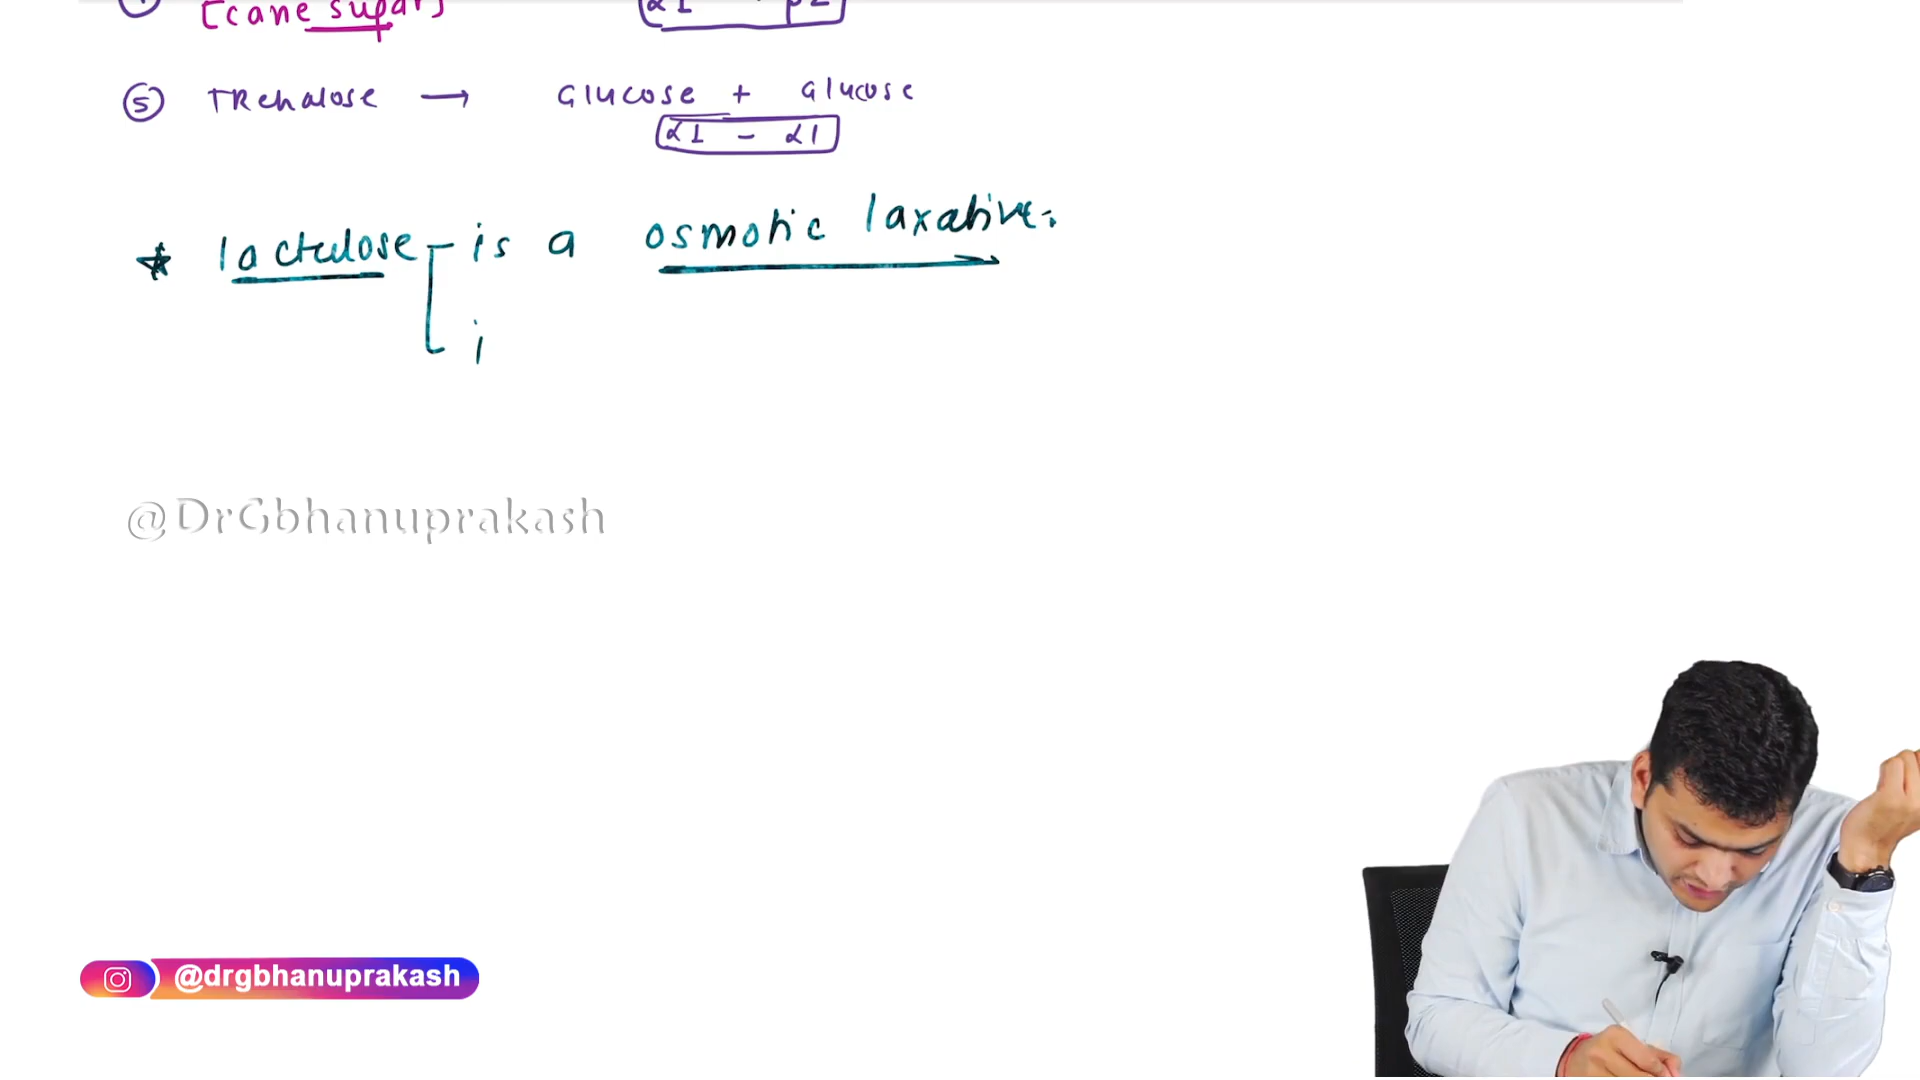 [cane sugar]
⑤ TRehalose → Glucose + Glucose
α1 - α1
* lactulose - is a osmotic laxative.
i
@DrGbhanuprakash
@drgbhanuprakash